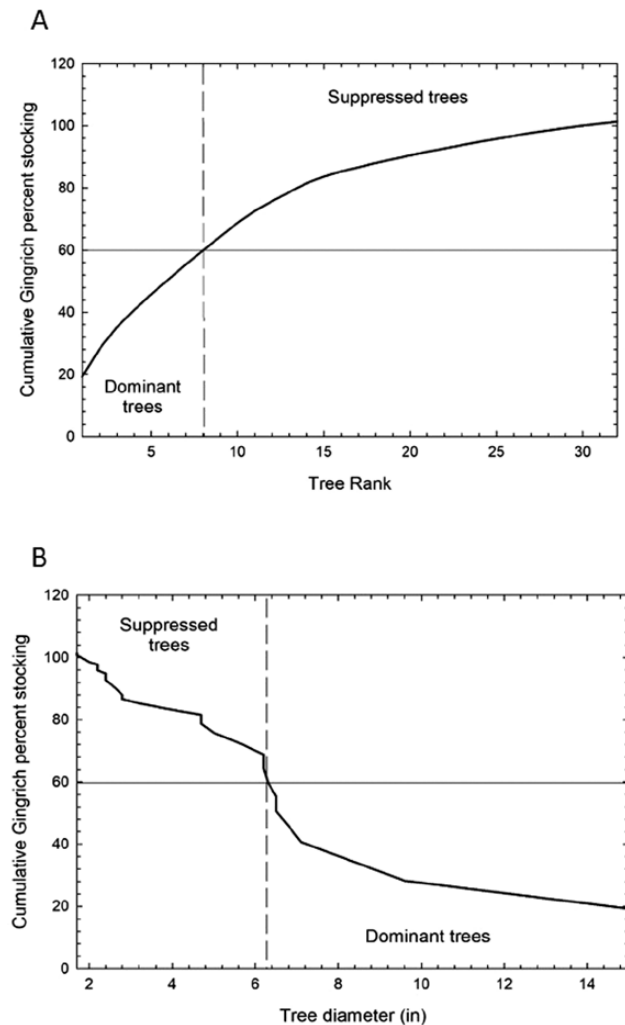 A
120
100
80
60
40
20
0
Cumulative Gingrich percent stocking
Suppressed trees
Dominant
trees
5
10
15
20
25
30
Tree Rank
B
120
100
80
60
40
20
0
Cumulative Gingrich percent stocking
Suppressed
trees
Dominant trees
2
4
6
8
10
12
14
Tree diameter (in)